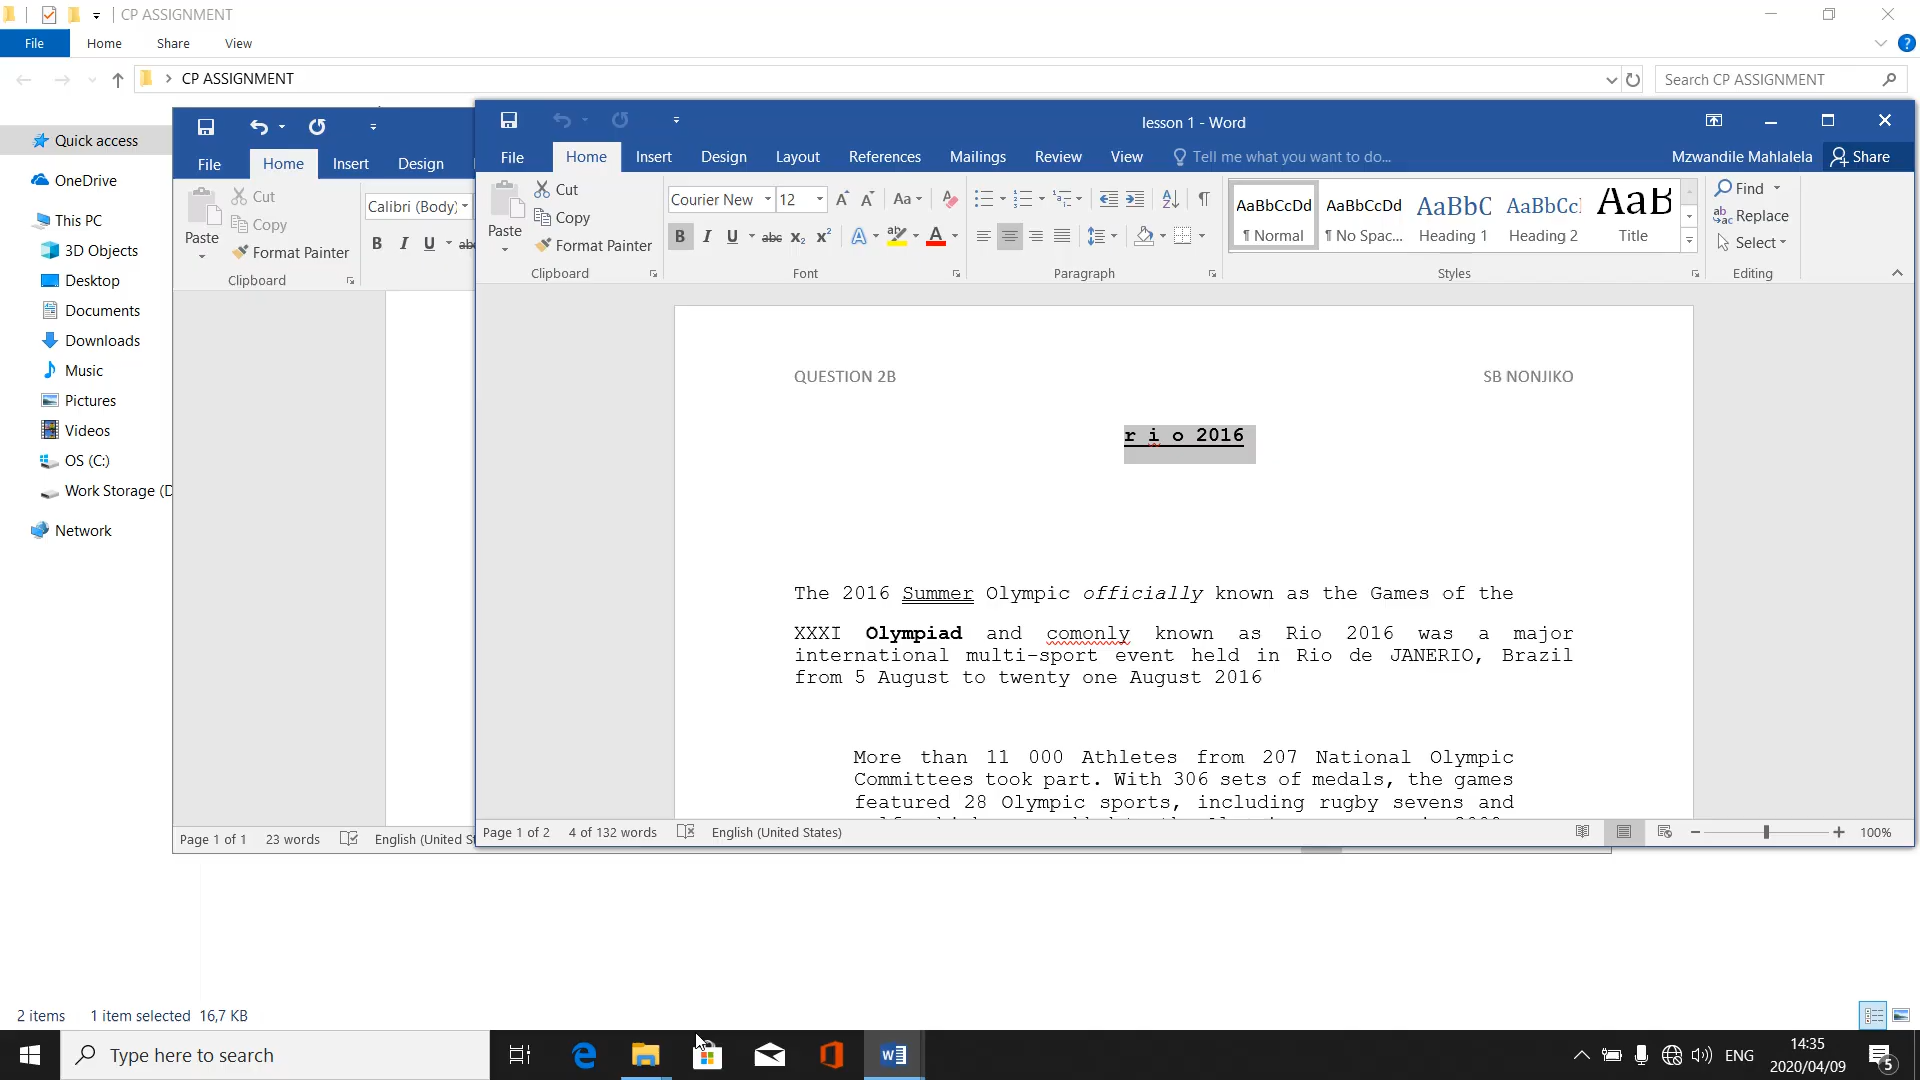 CP ASSIGNMENT
File Home Share View
CP ASSIGNMENT
Search CP ASSIGNMENT
Quick access
OneDrive
This PC
3D Objects
Desktop
Documents
Downloads
Music
Pictures
Videos
OS (C:)
Work Storage (D
Network
File Home Insert Design
Paste
Cut
Copy
Format Painter
Clipboard
Calibri (Body)
B I U abc
Page 1 of 1 23 words English (United S
lesson 1 - Word
File Home Insert Design Layout References Mailings Review View Tell me what you want to do... Mzwandile Mahlalela Share
Paste
Cut
Copy
Format Painter
Clipboard
Courier New 12 Aa
B I U abc X2 X2 A ab A
Font
Paragraph
AaBbCcDd AaBbCcDd AaBbC AaBbCc AaB
¶ Normal ¶ No Spac... Heading 1 Heading 2 Title
Styles
Find
Replace
Select
Editing
QUESTION 2B SB NONJIKO
r i o 2016
The 2016 Summer Olympic officially known as the Games of the
XXXI Olympiad and comonly known as Rio 2016 was a major
international multi-sport event held in Rio de JANERIO, Brazil
from 5 August to twenty one August 2016
More than 11 000 Athletes from 207 National Olympic
Committees took part. With 306 sets of medals, the games
featured 28 Olympic sports, including rugby sevens and
Page 1 of 2 4 of 132 words English (United States) 100%
2 items 1 item selected 16,7 KB
Type here to search
ENG
14:35
2020/04/09
5